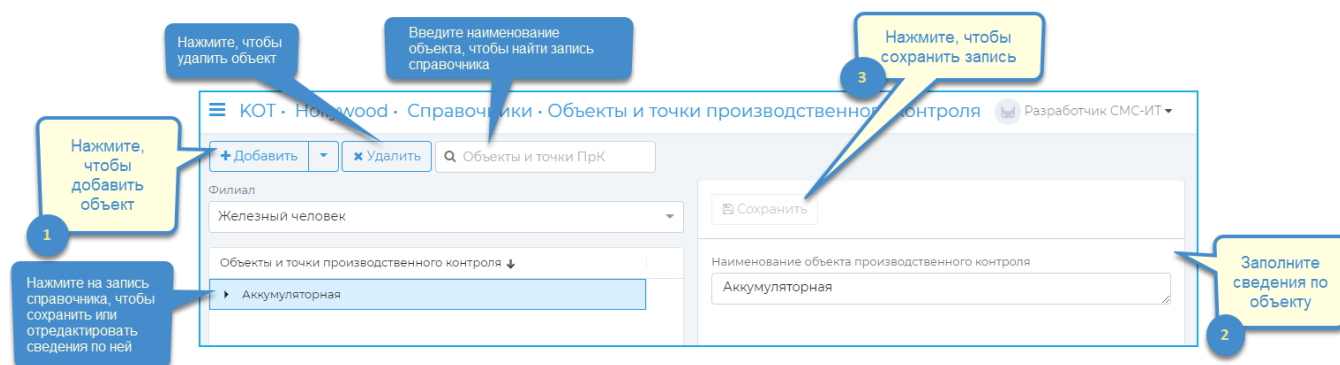 Нажмите, чтобы
удалить объект
Введите наименование
объекта, чтобы найти запись
справочника
Нажмите, чтобы
сохранить запись
3
КОТ · Hollywood · Справочники · Объекты и точки производственного контроля
Разработчик СМС-ИТ
Нажмите,
чтобы
добавить
объект
1
+Добавить
Удалить
Объекты и точки ПрК
Филиал
Железный человек
Сохранить
Объекты и точки производственного контроля
Аккумуляторная
Наименование объекта производственного контроля
Аккумуляторная
Заполните
сведения по
объекту
2
Нажмите на запись
справочника, чтобы
сохранить или
отредактировать
сведения по ней